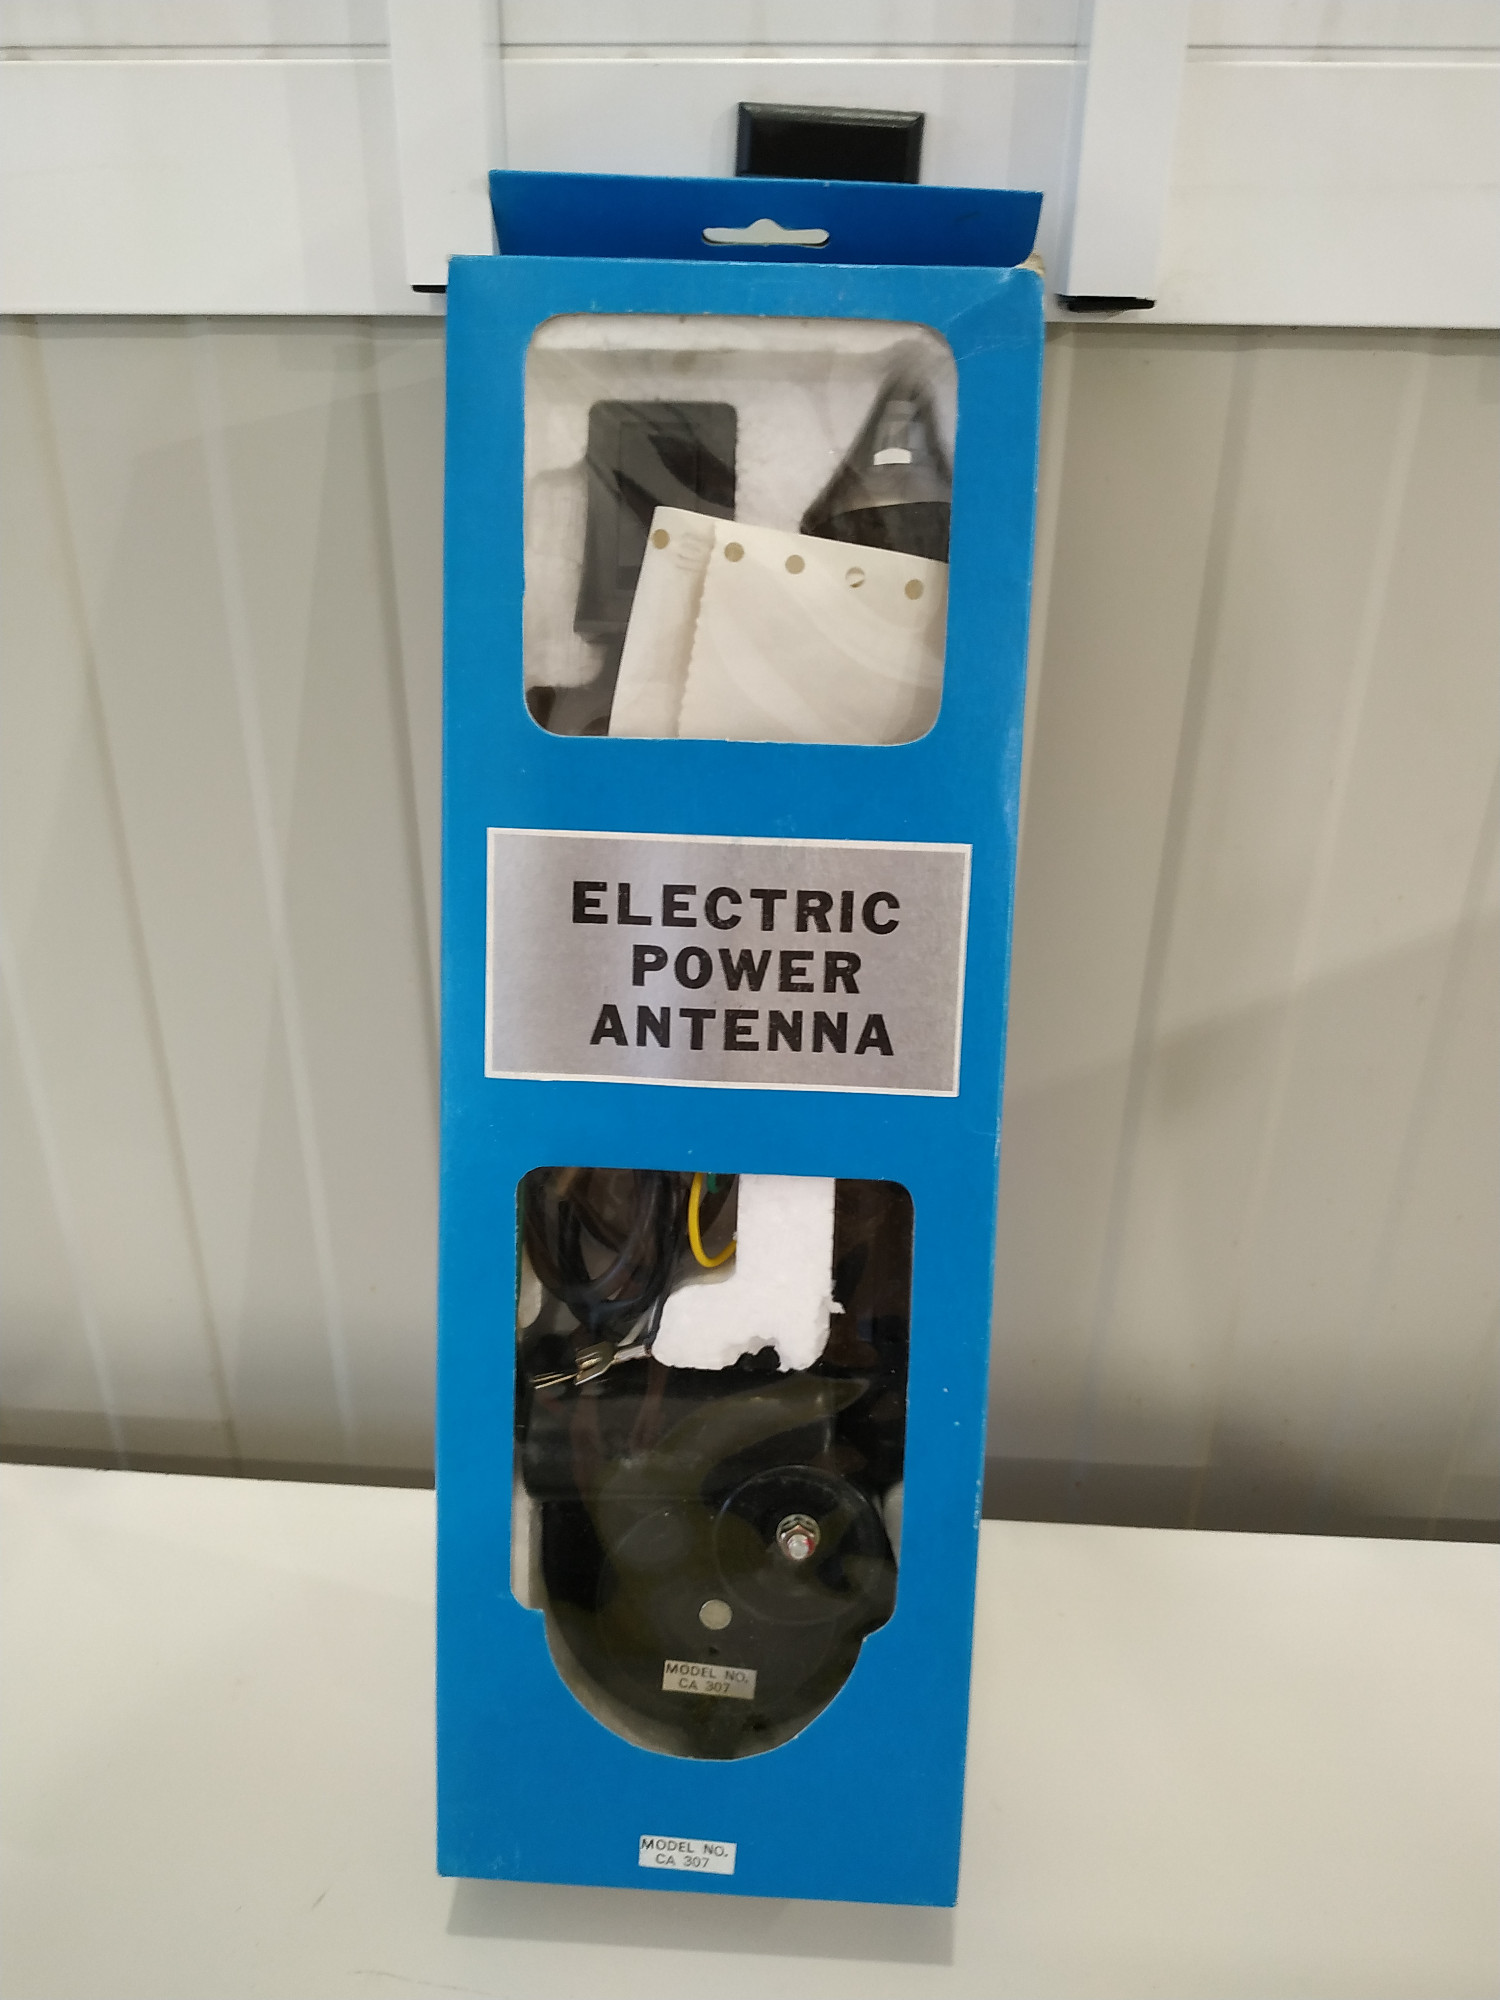 ELECTRIC
POWER
ANTENNA
MODEL NO.
CA 307
MODEL NO.
CA 307